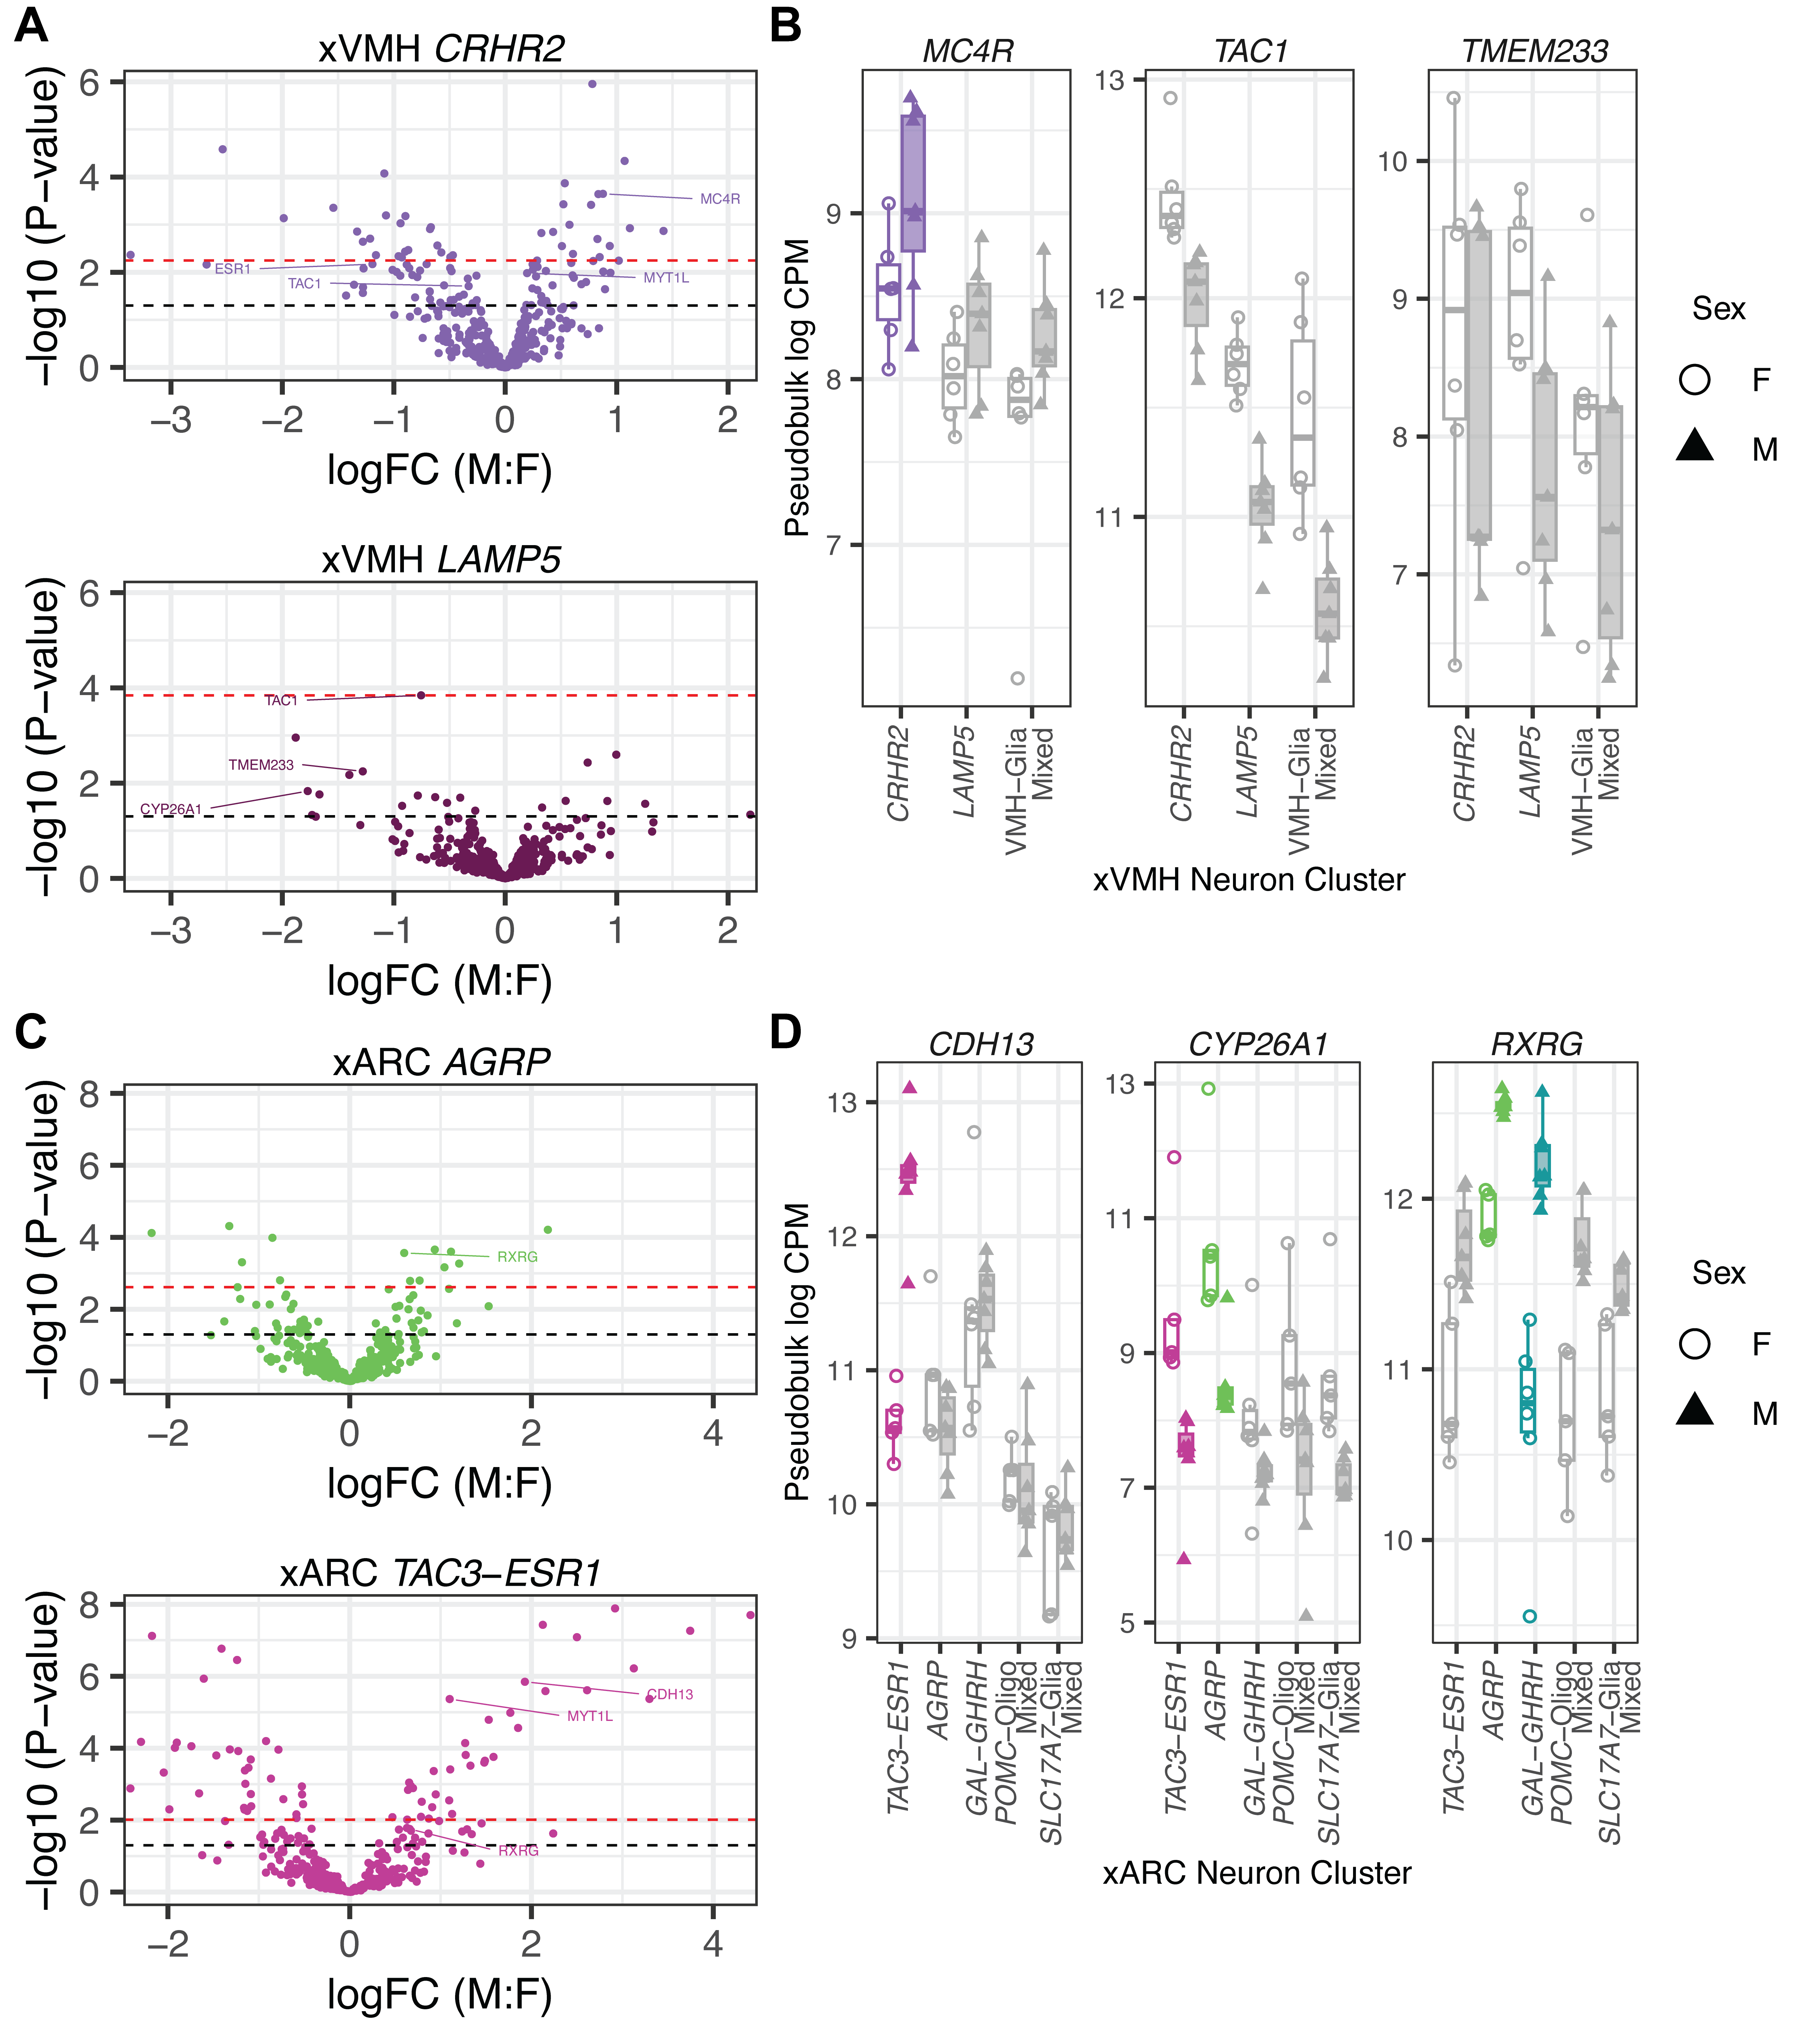 A
xVMH CRHR2
−log10 (P−value)
6
4
2
0
MC4R
ESR1
TAC1
MYT1L
−3 −2 −1 0 1 2
logFC (M:F)
xVMH LAMP5
−log10 (P−value)
6
4
2
0
TAC1
TMEM233
CYP26A1
−3 −2 −1 0 1 2
logFC (M:F)
B
MC4R TAC1 TMEM233
Pseudobulk log CPM
9
8
7
13
12
11
10
9
8
7
CRHR2 LAMP5 VMH−Glia Mixed
CRHR2 LAMP5 VMH−Glia Mixed
CRHR2 LAMP5 VMH−Glia Mixed
xVMH Neuron Cluster
Sex
F
M
C
xARC AGRP
−log10 (P−value)
8
6
4
2
0
RXRG
−2 0 2 4
logFC (M:F)
xARC TAC3−ESR1
−log10 (P−value)
8
6
4
2
0
CDH13
MYT1L
RXRG
−2 0 2 4
logFC (M:F)
D
CDH13 CYP26A1 RXRG
Pseudobulk log CPM
13
12
11
10
9
13
11
9
7
5
12
11
10
TAC3−ESR1 AGRP GAL−GHRH POMC−Oligo Mixed SLC17A7−Glia Mixed
TAC3−ESR1 AGRP GAL−GHRH POMC−Oligo Mixed SLC17A7−Glia Mixed
TAC3−ESR1 AGRP GAL−GHRH POMC−Oligo Mixed SLC17A7−Glia Mixed
xARC Neuron Cluster
Sex
F
M